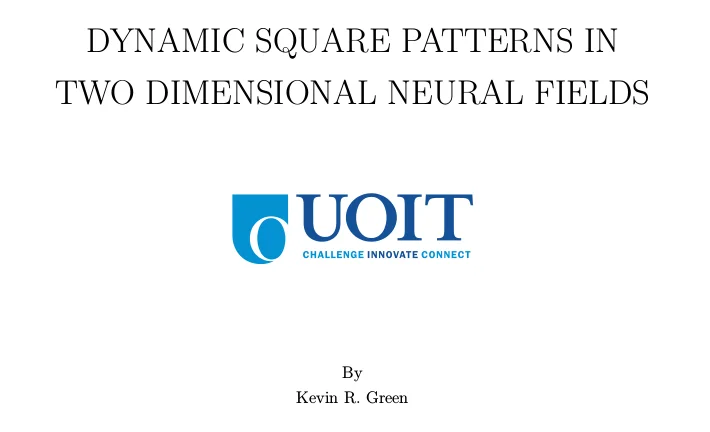 DYNAMIC SQUARE PATTERNS IN
TWO DIMENSIONAL NEURAL FIELDS
UOIT
CHALLENGE INNOVATE CONNECT
By
Kevin R. Green